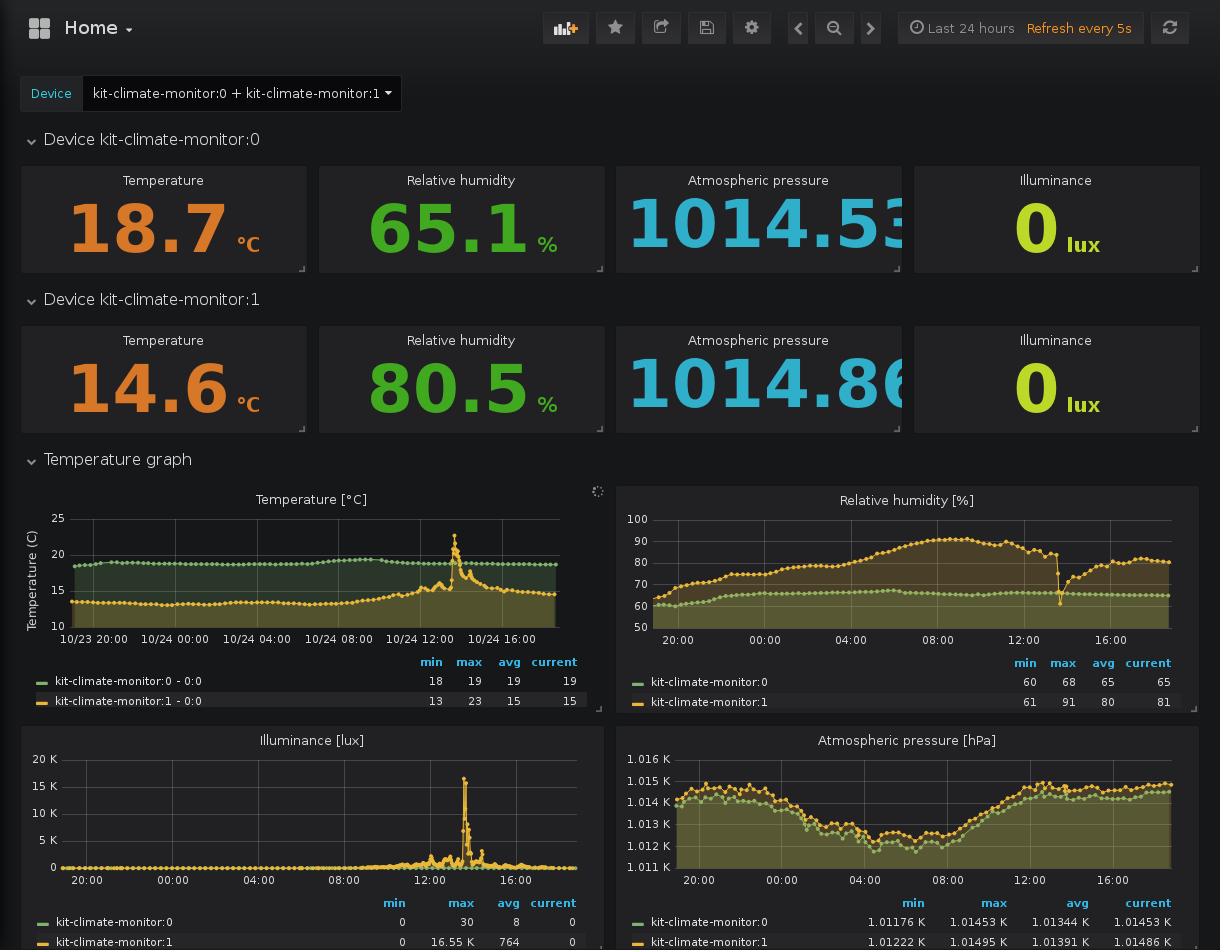 Home
Last 24 hours Refresh every 5s
Device kit-climate-monitor:0 + kit-climate-monitor:1
Device kit-climate-monitor:0
Temperature Relative humidity Atmospheric pressure Illuminance
18.7 °C 65.1 % 1014.53 0 lux
Device kit-climate-monitor:1
Temperature Relative humidity Atmospheric pressure Illuminance
14.6 °C 80.5 % 1014.86 0 lux
Temperature graph
Temperature [°C]
Temperature (C)
25
20
15
10
10/23 20:00 10/24 00:00 10/24 04:00 10/24 08:00 10/24 12:00 10/24 16:00
min max avg current
kit-climate-monitor:0 - 0:0 18 19 19 19
kit-climate-monitor:1 - 0:0 13 23 15 15
Relative humidity [%]
100
90
80
70
60
50
20:00 00:00 04:00 08:00 12:00 16:00
min max avg current
kit-climate-monitor:0 60 68 65 65
kit-climate-monitor:1 61 91 80 81
Illuminance [lux]
20 K
15 K
10 K
5 K
0
20:00 00:00 04:00 08:00 12:00 16:00
min max avg current
kit-climate-monitor:0 0 30 8 0
kit-climate-monitor:1 0 16.55 K 764 0
Atmospheric pressure [hPa]
1.016 K
1.015 K
1.014 K
1.013 K
1.012 K
1.011 K
20:00 00:00 04:00 08:00 12:00 16:00
min max avg current
kit-climate-monitor:0 1.01176 K 1.01453 K 1.01344 K 1.01453 K
kit-climate-monitor:1 1.01222 K 1.01495 K 1.01391 K 1.01486 K